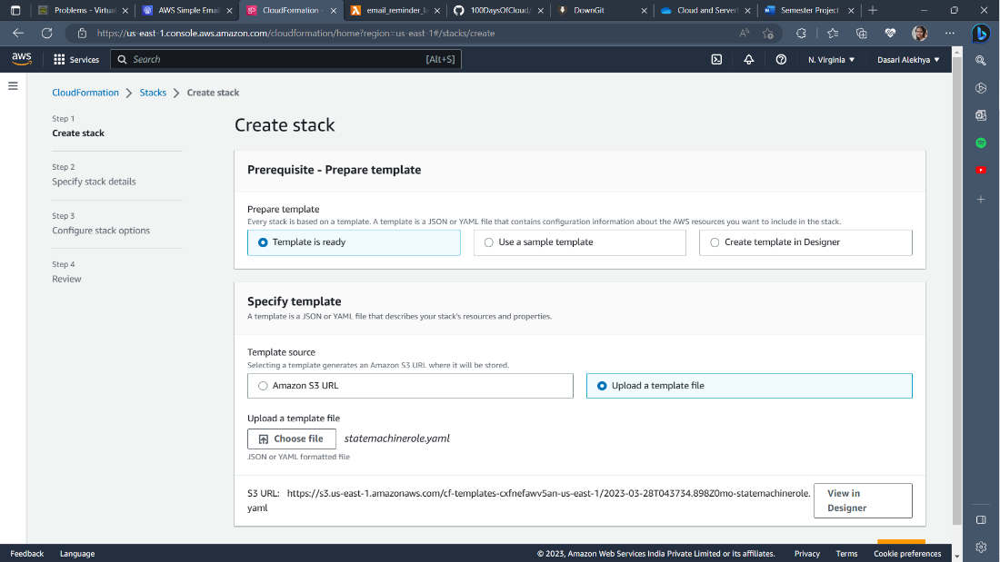 Problems - Virtual
AWS Simple Email
CloudFormation -
email_reminder_la
100DaysOfCloud/
DownGit
Cloud and Serverl
Semester Project
https://us-east-1.console.aws.amazon.com/cloudformation/home?region=us-east-1#/stacks/create
aws
Services
Search
[Alt+S]
N. Virginia
Dasari Alekhya
CloudFormation
Stacks
Create stack
Step 1
Create stack
Step 2
Specify stack details
Step 3
Configure stack options
Step 4
Review
Create stack
Prerequisite - Prepare template
Prepare template
Every stack is based on a template. A template is a JSON or YAML file that contains configuration information about the AWS resources you want to include in the stack.
Template is ready
Use a sample template
Create template in Designer
Specify template
A template is a JSON or YAML file that describes your stack's resources and properties.
Template source
Selecting a template generates an Amazon S3 URL where it will be stored.
Amazon S3 URL
Upload a template file
Upload a template file
Choose file
statemachinerole.yaml
JSON or YAML formatted file
S3 URL: https://s3.us-east-1.amazonaws.com/cf-templates-cxfnefawv5an-us-east-1/2023-03-28T043734.898Z0mo-statemachinerole.
yaml
View in
Designer
Feedback
Language
© 2023, Amazon Web Services India Private Limited or its affiliates.
Privacy
Terms
Cookie preferences